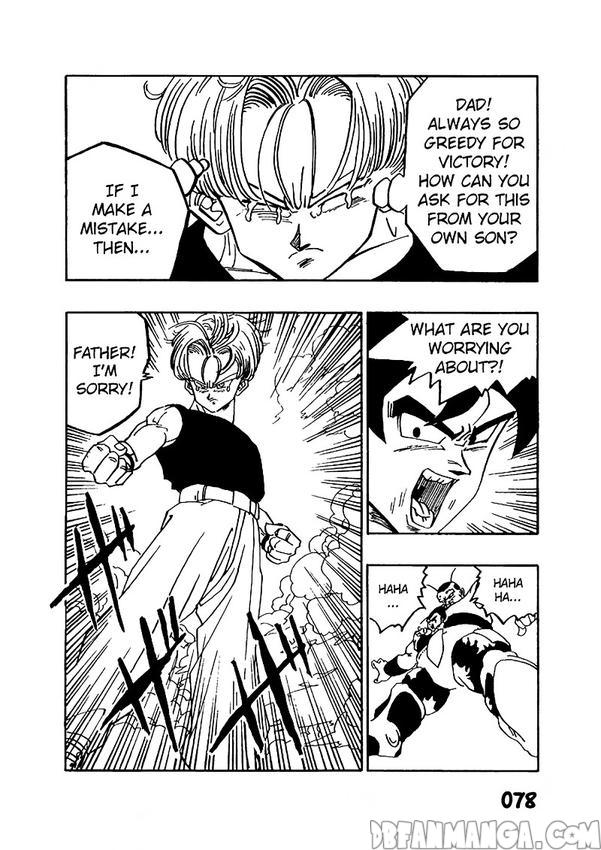 DAD!
ALWAYS SO
GREEDY FOR
VICTORY!
HOW CAN YOU
ASK FOR THIS
FROM YOUR
OWN SON?
IF I
MAKE A
MISTAKE...
THEN...
WHAT ARE YOU
WORRYING
ABOUT?!
FATHER!
I'M
SORRY!
HAHA
HA...
HAHA
...
078
DBFANMANGA.COM